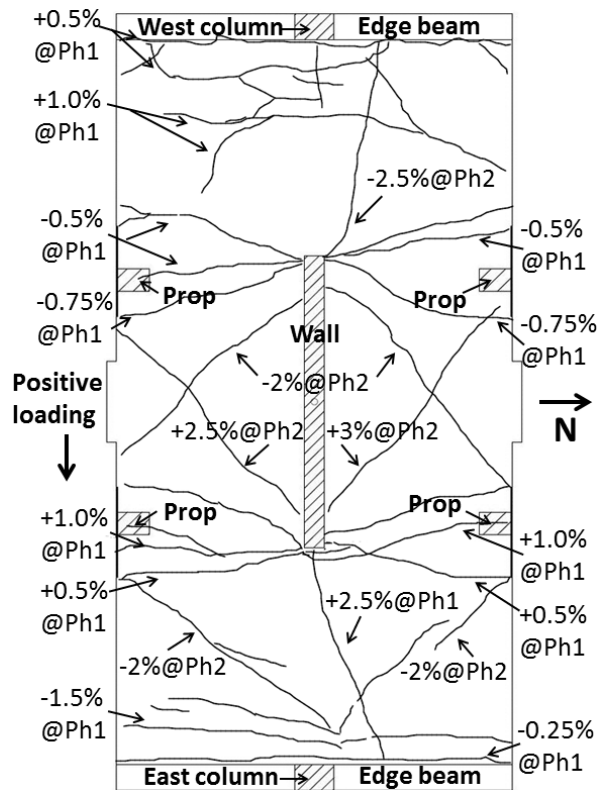 +0.5%
@Ph1
West column
Edge beam
+1.0%
@Ph1
-2.5%@Ph2
-0.5%
@Ph1
-0.5%
@Ph1
Prop
Prop
-0.75%
@Ph1
Wall
-0.75%
@Ph1
-2%@Ph2
Positive
loading
N
+2.5%@Ph2
+3%@Ph2
Prop
Prop
+1.0%
@Ph1
+1.0%
@Ph1
+0.5%
@Ph1
+2.5%@Ph1
+0.5%
@Ph1
-2%@Ph2
-2%@Ph2
-1.5%
@Ph1
-0.25%
@Ph1
East column
Edge beam